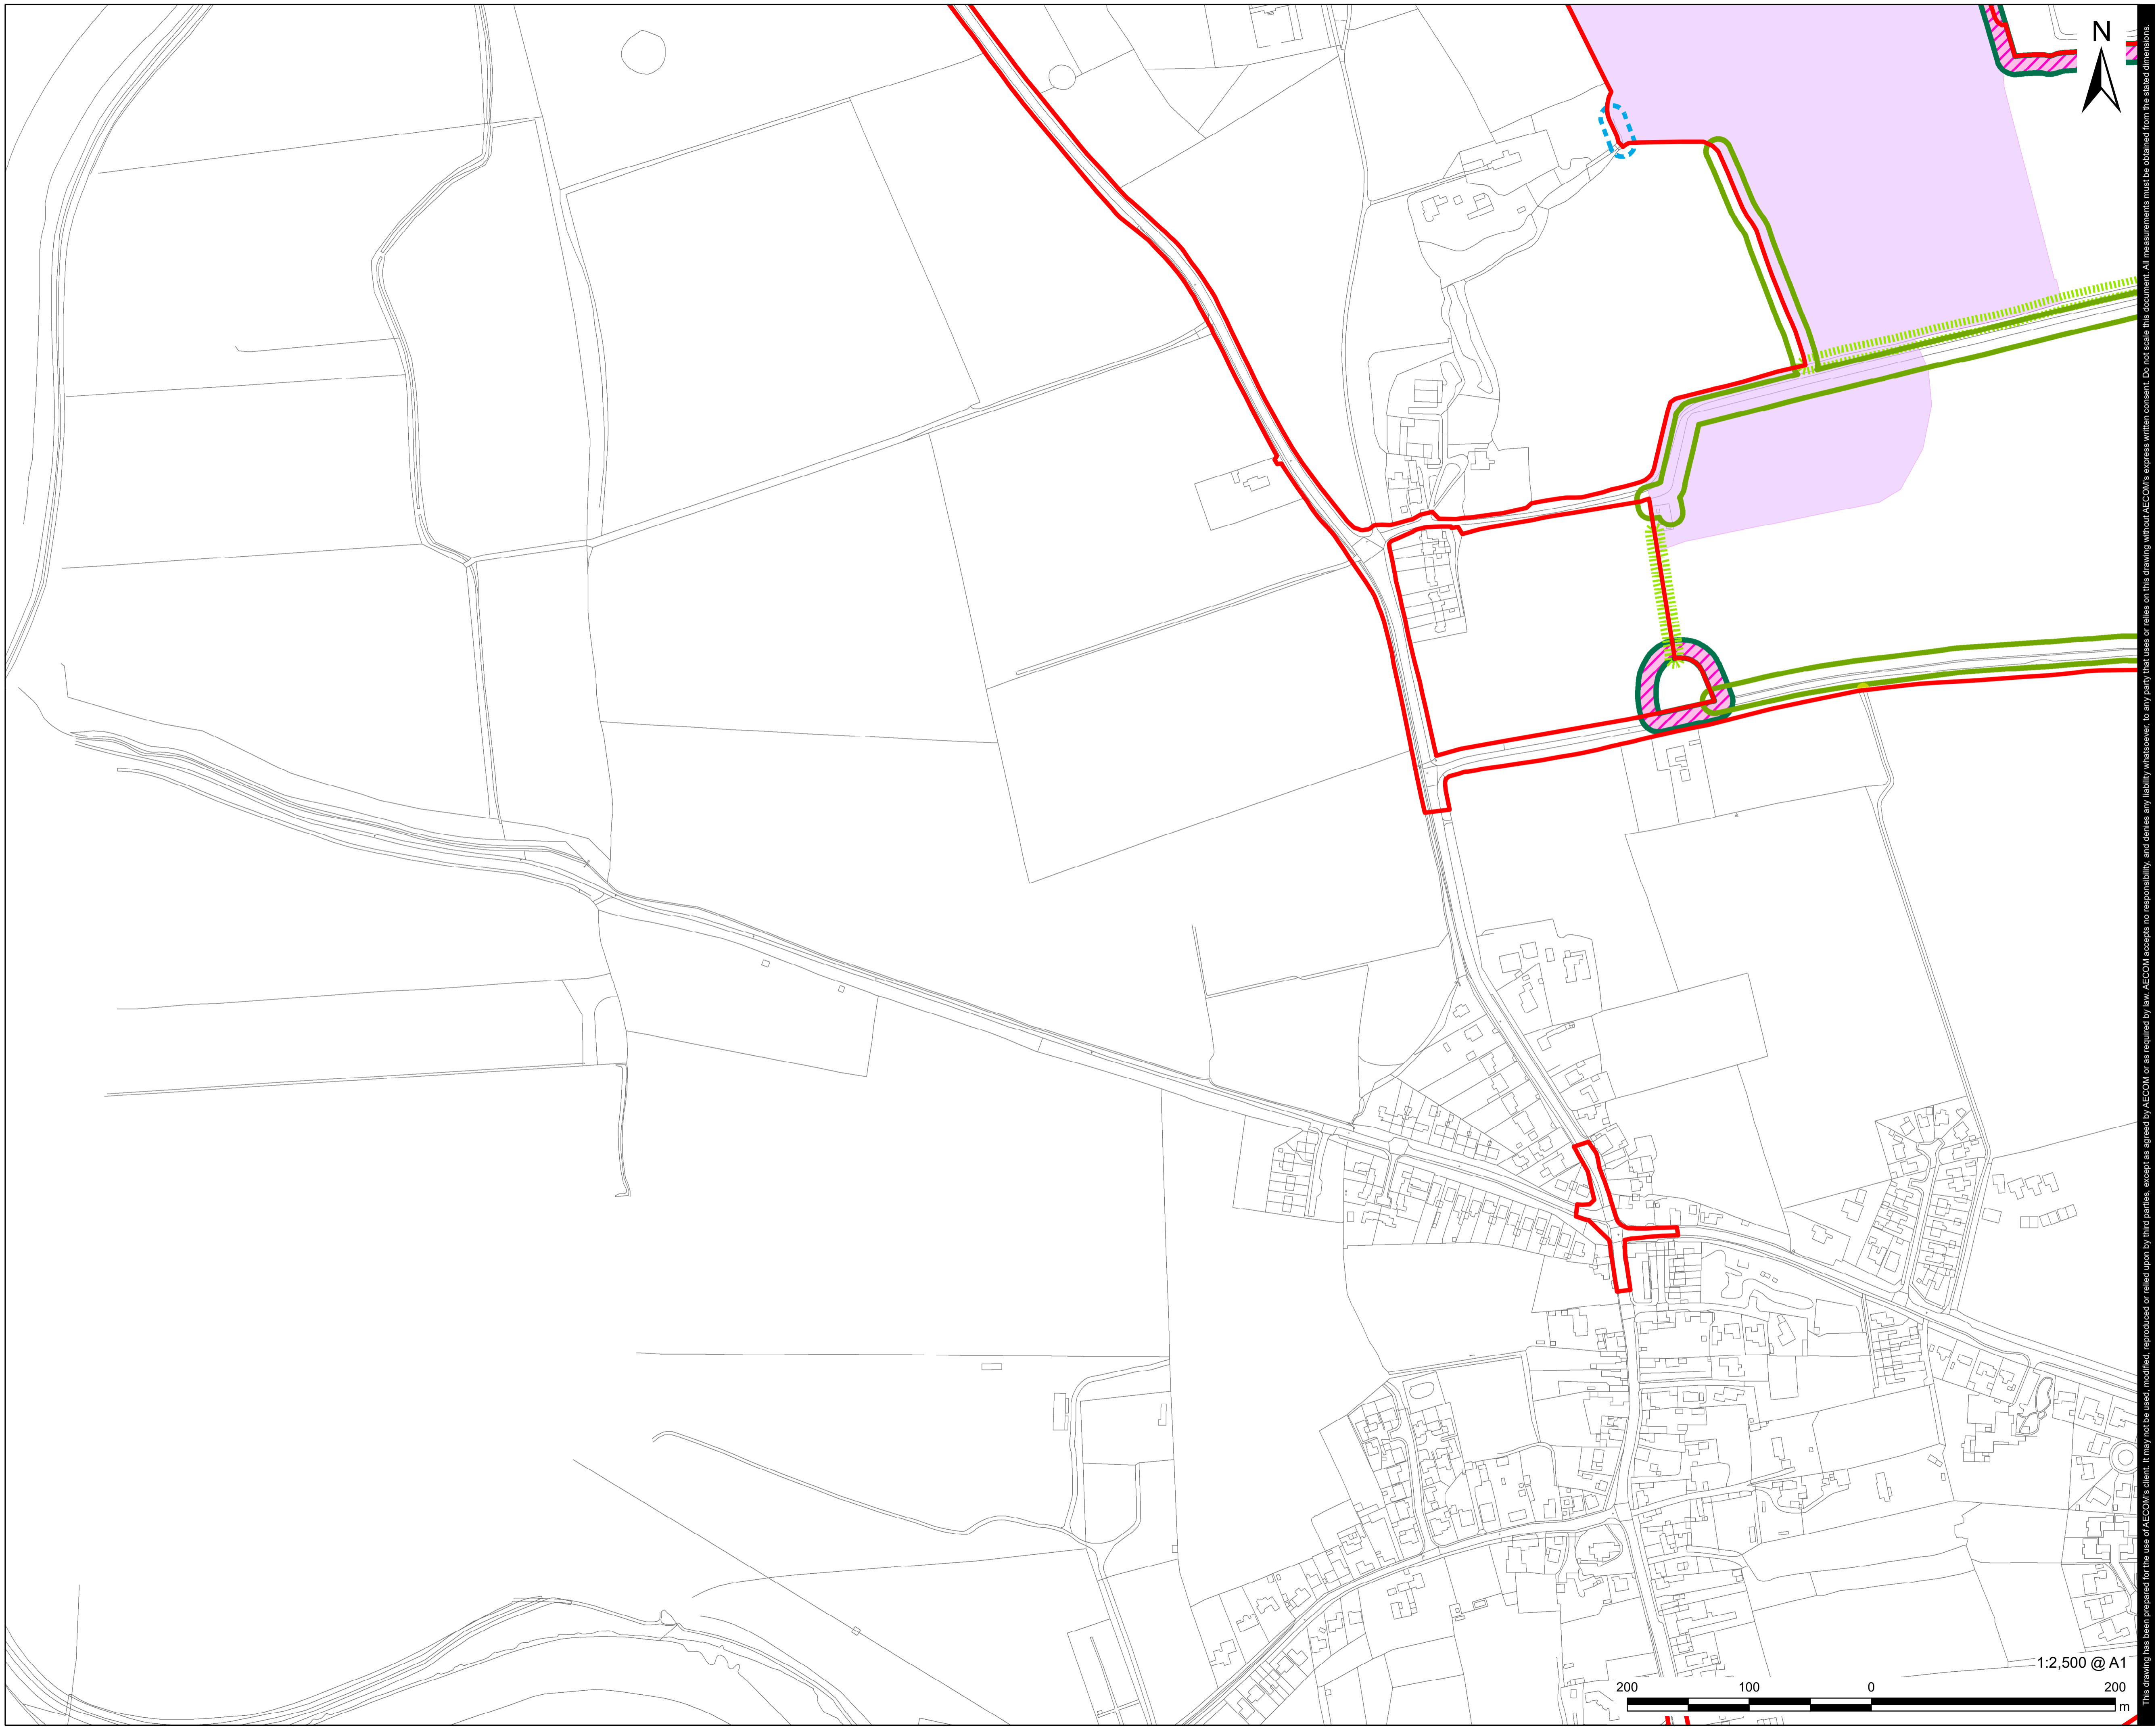 N
This drawing has been prepared for the use of AECOM's client. It may not be used, modified, reproduced or relied upon by third parties, except as agreed by AECOM or as required by law. AECOM accepts no responsibility, and denies any liability whatsoever, to any party that uses or relies on this drawing without AECOM's express written consent. Do not scale this document. All measurements must be obtained from the stated dimensions.
1:2,500 @ A1
200 100 0 200
m